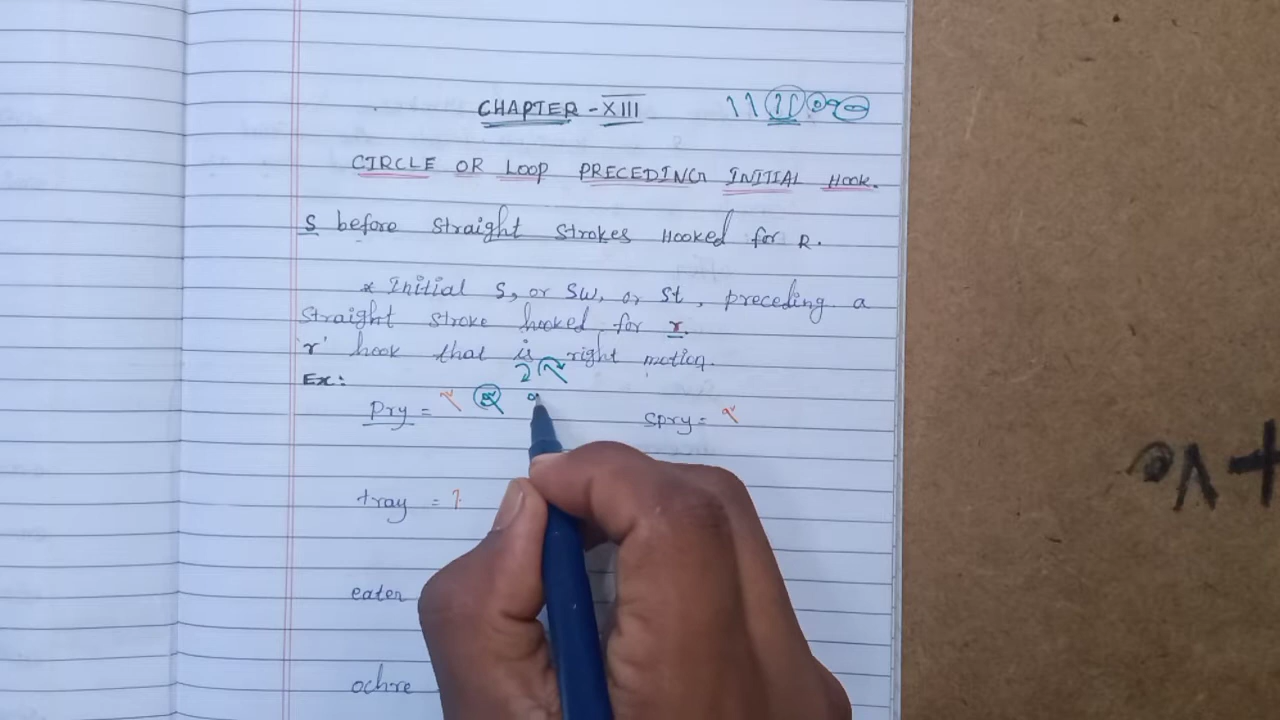 CHAPTER - XIII
CIRCLE OR LOOP PRECEDING INITIAL HOOK.
S before straight strokes Hooked for R.
* Initial S, or SW, or St, preceding a
straight stroke hooked for r.
'r' hook that is right motion.
Ex:
Pry = Spry =
tray =
eater
ochre